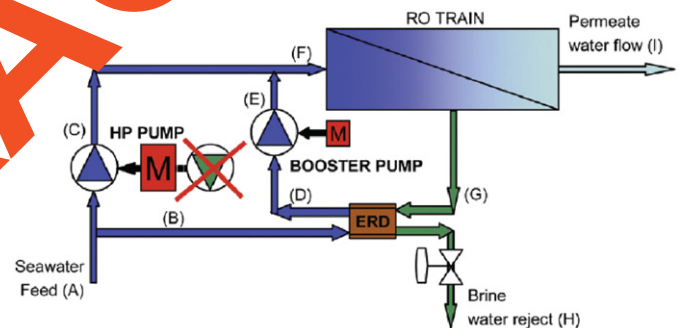 RO TRAIN
Permeate
water flow (I)
(F)
(E)
(C)
HP PUMP
M
M
BOOSTER PUMP
(D)
(G)
ERD
(B)
Seawater
Feed (A)
Brine
water reject (H)